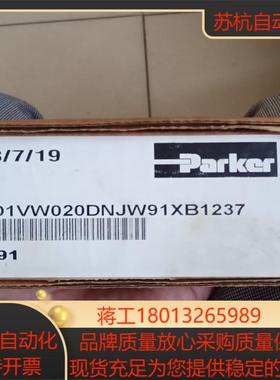 苏杭自动
/7/19
Parker
D1VW020DNJW91XB1237
91
蒋工18013265989
自动化
品牌质量放心采购质量保
开票
现货充足为您提供稳定的